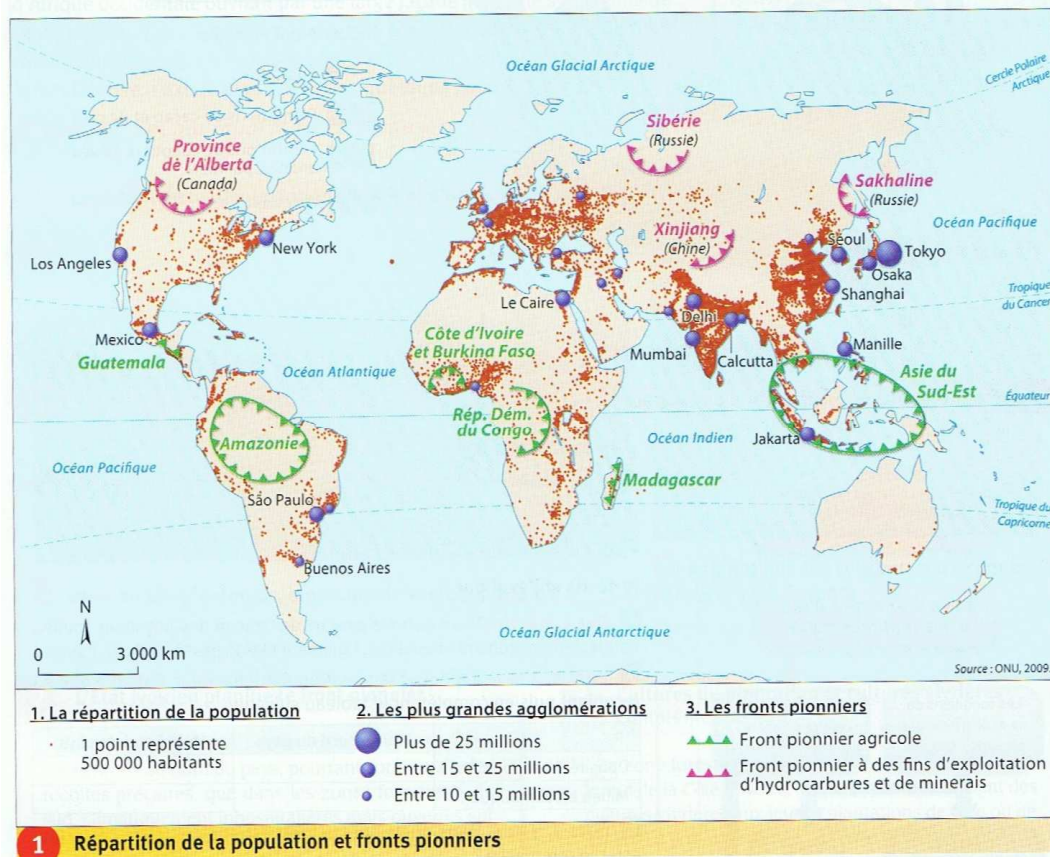 Océan Glacial Arctique
Cercle Polaire
Arctique
Province
de l'Alberta
(Canada)
Sibérie
(Russie)
Sakhaline
(Russie)
Océan Pacifique
Xinjiang
(Chine)
Séoul
Tokyo
Osaka
Shanghai
New York
Los Angeles
Le Caire
Delhi
Tropique
du Cancer
Mexico
Guatemala
Océan Atlantique
Côte d'Ivoire
et Burkina Faso
Mumbai
Calcutta
Manille
Asie du
Sud-Est
Équateur
Rép. Dém.
du Congo
Océan Indien
Jakarta
Amazonie
Océan Pacifique
Madagascar
São Paulo
Tropique du
Capricorne
Buenos Aires
N
0 3 000 km
Océan Glacial Antarctique
Source : ONU, 2009.
1. La répartition de la population
1 point représente
500 000 habitants
2. Les plus grandes agglomérations
Plus de 25 millions
Entre 15 et 25 millions
Entre 10 et 15 millions
3. Les fronts pionniers
Front pionnier agricole
Front pionnier à des fins d'exploitation
d'hydrocarbures et de minerais
1 Répartition de la population et fronts pionniers